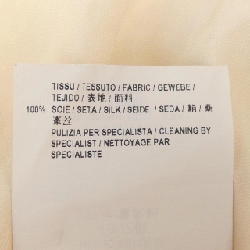 TISSU / TESSUTO / FABRIC / GEWEBE /
TEJIDO / 表地 / 面料
100% SOIE / SETA / SILK / SEIDE / SEDA / 絹 / 桑
蚕丝
PULIZIA PER SPECIALISTA / CLEANING BY
SPECIALIST / NETTOYAGE PAR
SPECIALISTE